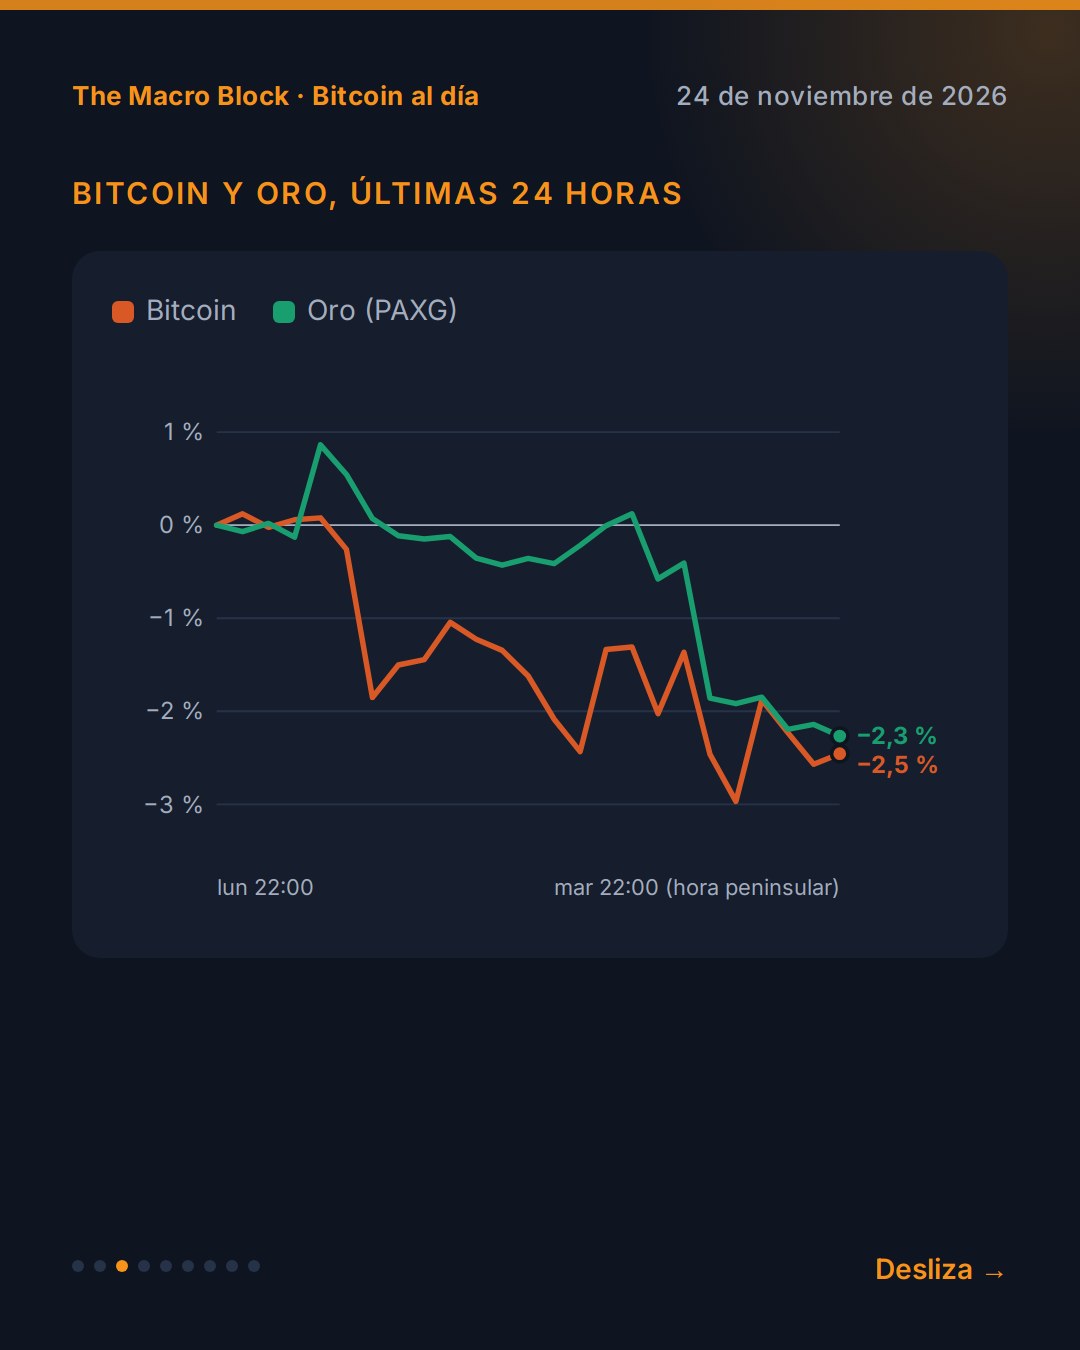 The Macro Block · Bitcoin al día
24 de noviembre de 2026
BITCOIN Y ORO, ÚLTIMAS 24 HORAS
Bitcoin
Oro (PAXG)
1 %
0 %
−1 %
−2 %
−3 %
−2,3 %
−2,5 %
lun 22:00
mar 22:00 (hora peninsular)
Desliza →